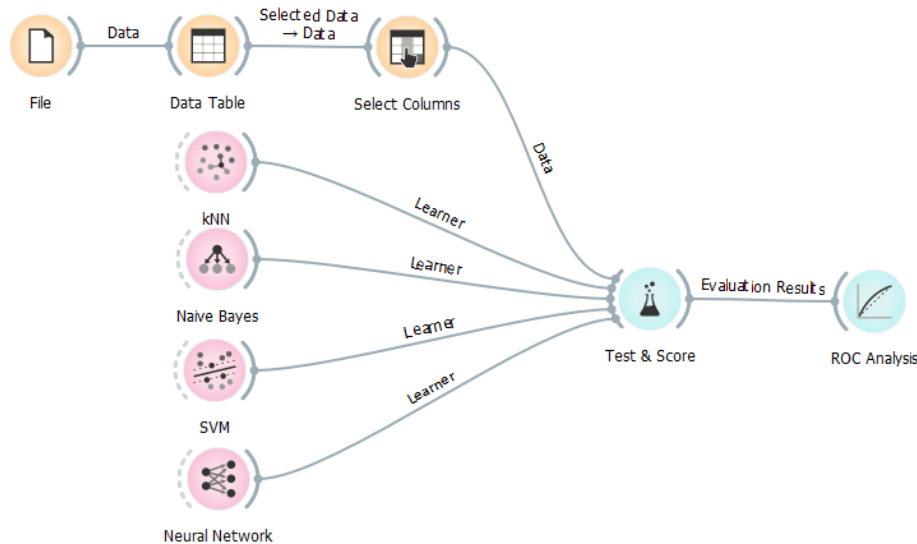 Selected Data
Data
→ Data
File
Data Table
Select Columns
Data
kNN
Learner
Naive Bayes
Learner
Evaluation Results
Test & Score
ROC Analysis
Learner
SVM
Learner
Neural Network